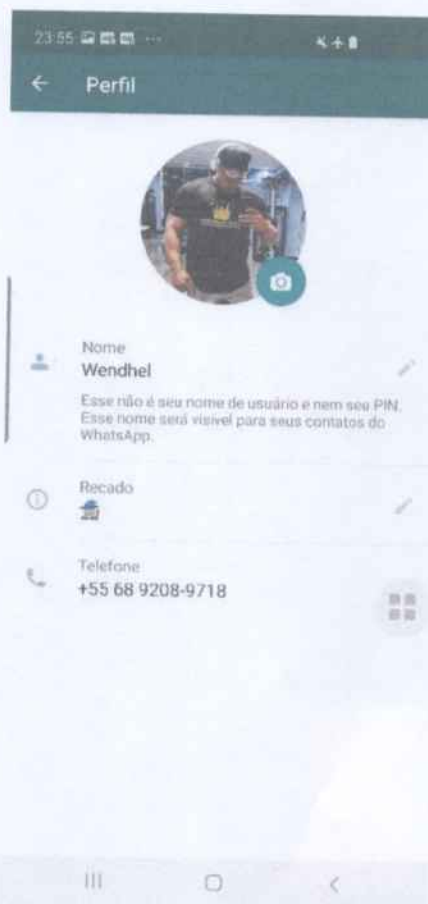 23:55
Perfil
Nome
Wendhel
Esse não é seu nome de usuário e nem seu PIN.
Esse nome será visível para seus contatos do
WhatsApp.
Recado
Telefone
+55 68 9208-9718